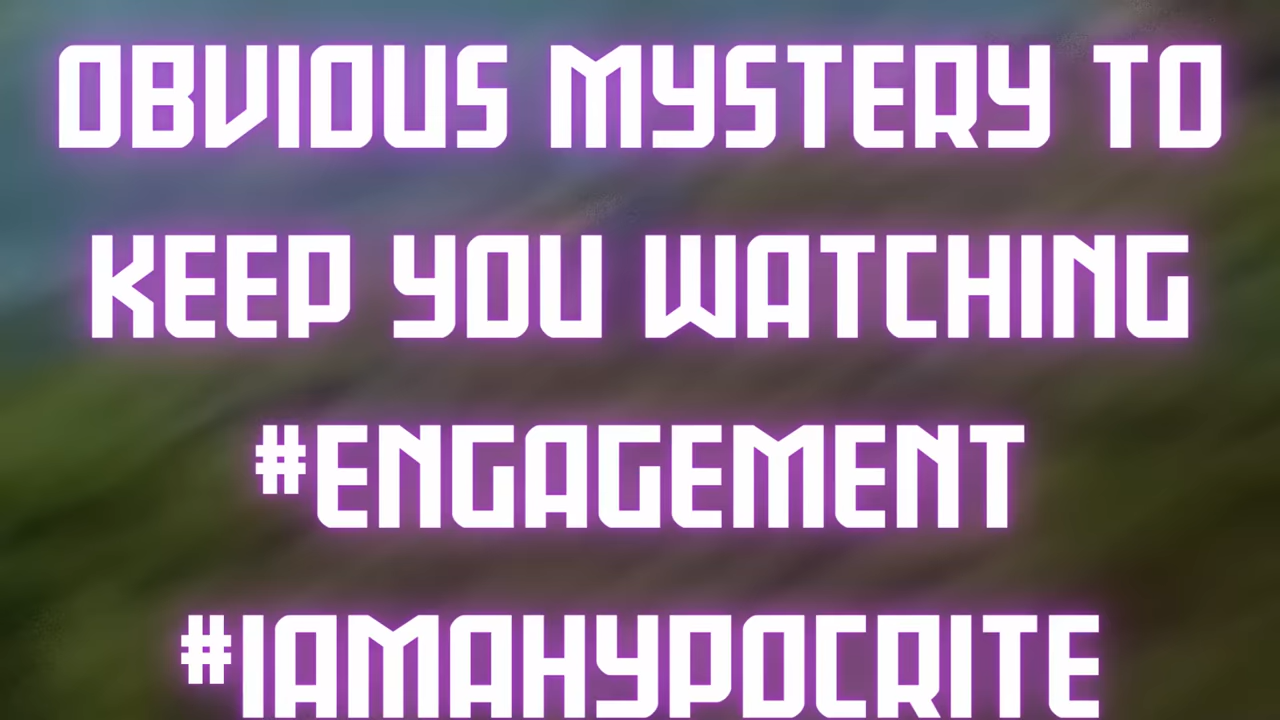 OBVIOUS MYSTERY TO
KEEP YOU WATCHING
#ENGAGEMENT
#IAMAHYPOCRITE